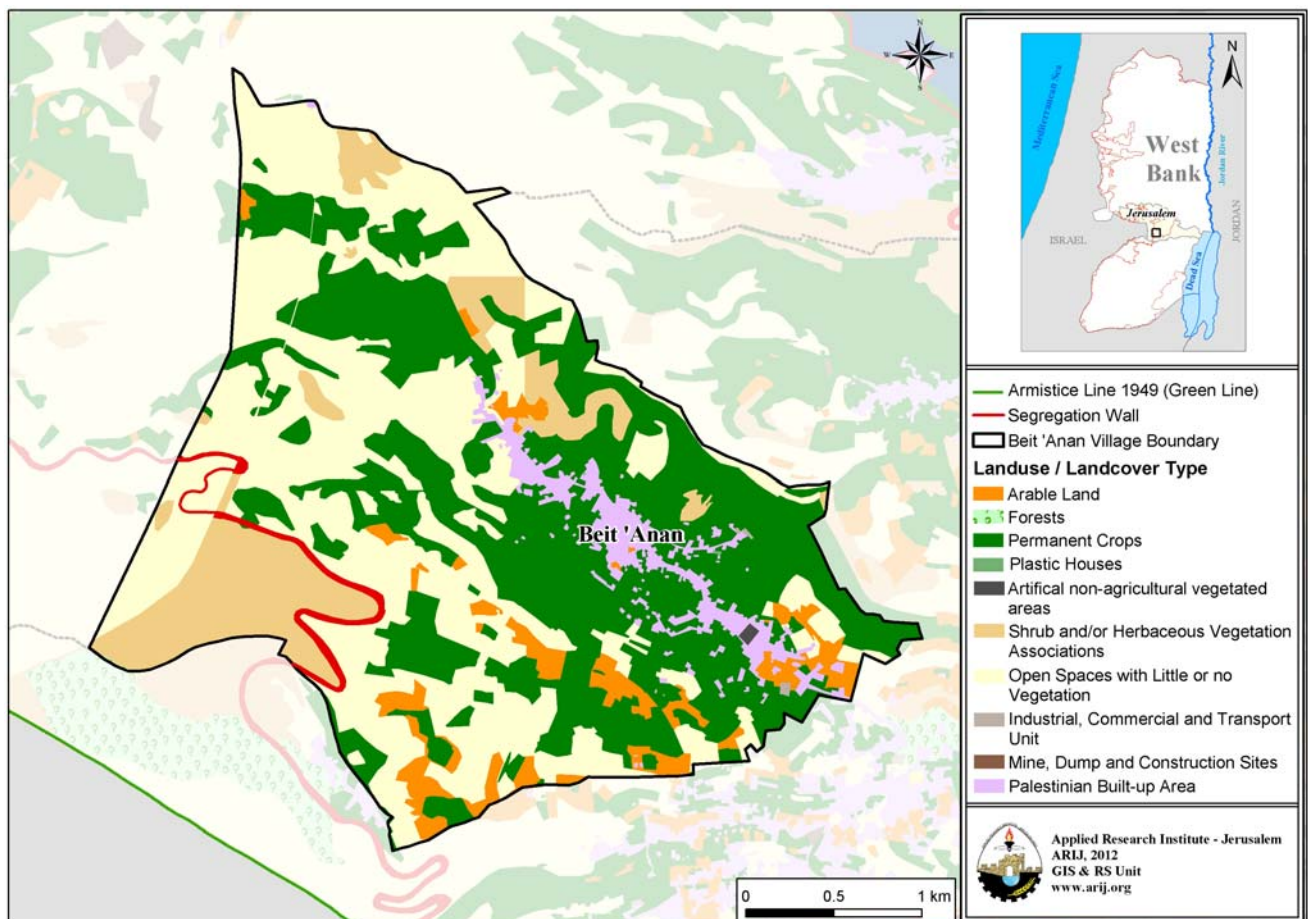 N
W
E
S
Beit 'Anan
0
0.5
1 km
N
Mediterranean Sea
West
Bank
Jordan River
Jerusalem
ISRAEL
JORDAN
Dead Sea
Armistice Line 1949 (Green Line)
Segregation Wall
Beit 'Anan Village Boundary
Landuse / Landcover Type
Arable Land
Forests
Permanent Crops
Plastic Houses
Artifical non-agricultural vegetated
areas
Shrub and/or Herbaceous Vegetation
Associations
Open Spaces with Little or no
Vegetation
Industrial, Commercial and Transport
Unit
Mine, Dump and Construction Sites
Palestinian Built-up Area
Applied Research Institute - Jerusalem
ARIJ, 2012
GIS & RS Unit
www.arij.org